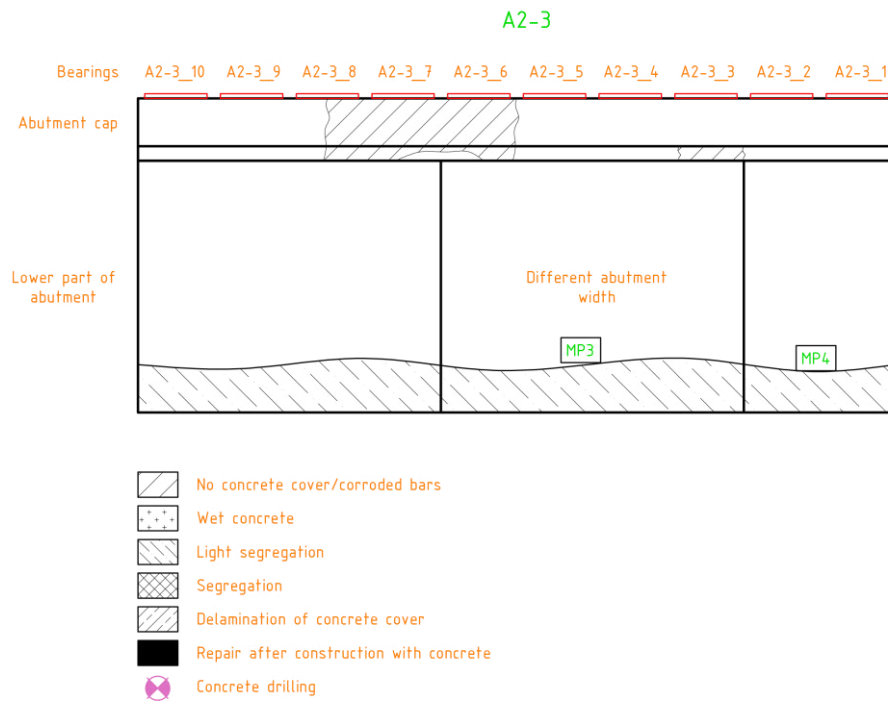 A2-3
Bearings A2-3_10 A2-3_9 A2-3_8 A2-3_7 A2-3_6 A2-3_5 A2-3_4 A2-3_3 A2-3_2 A2-3_1
Abutment cap
Lower part of
abutment
Different abutment
width
MP3
MP4
No concrete cover/corroded bars
Wet concrete
Light segregation
Segregation
Delamination of concrete cover
Repair after construction with concrete
Concrete drilling